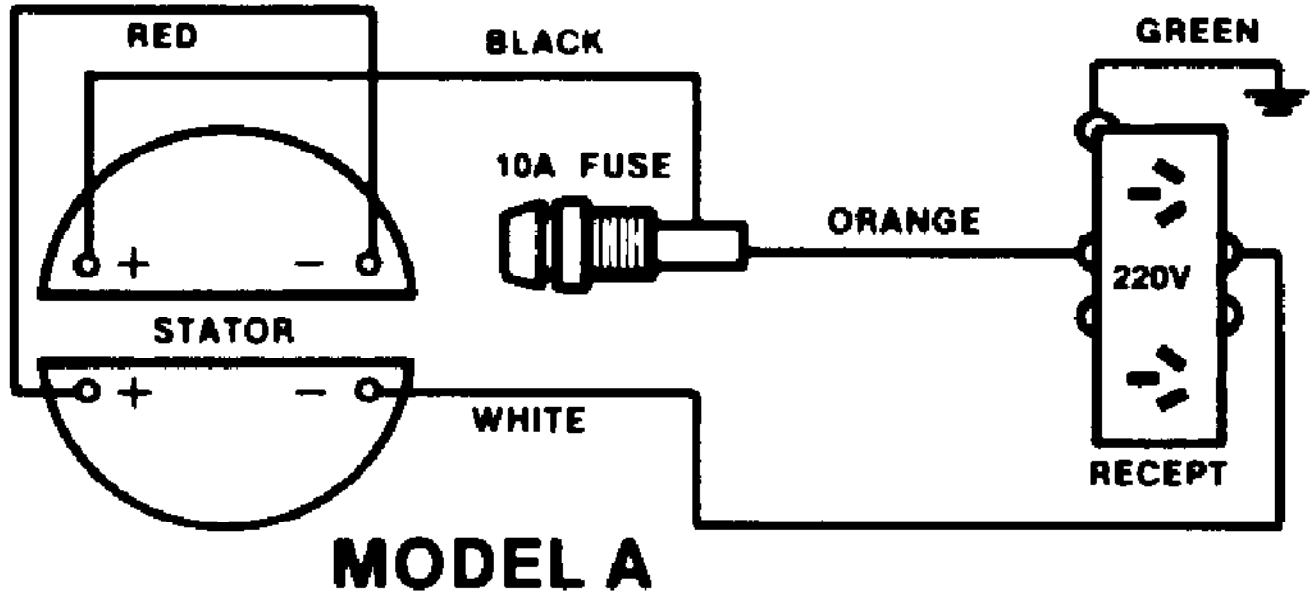 RED
BLACK
GREEN
10A FUSE
ORANGE
+ -
220V
STATOR
+ -
WHITE
RECEPT
MODEL A